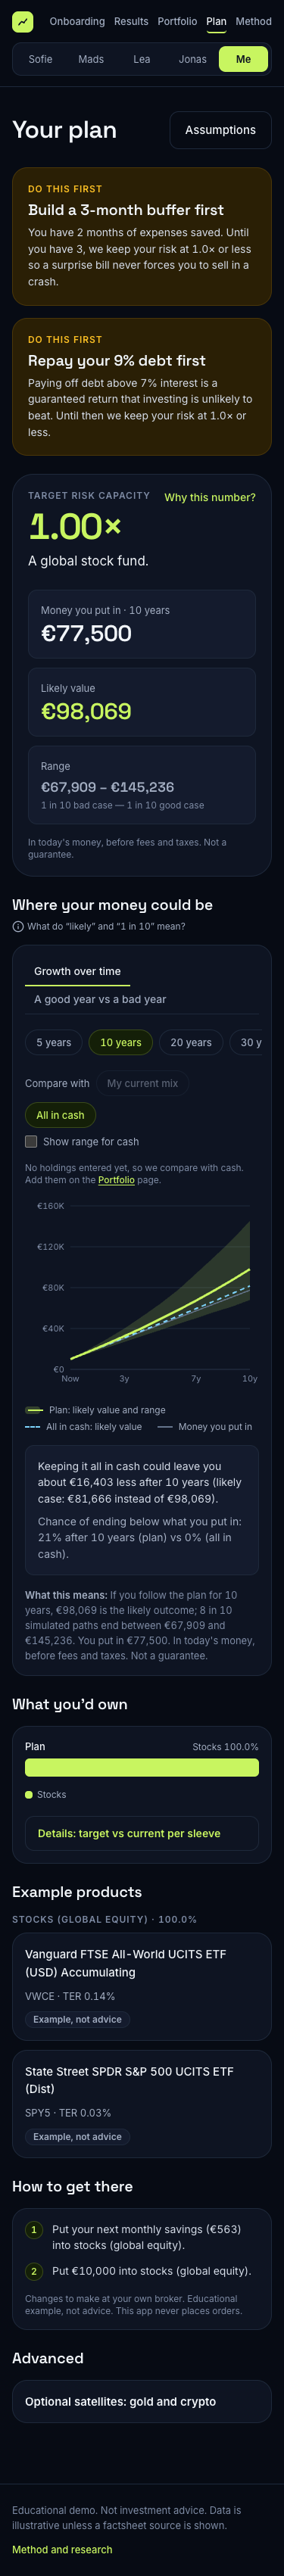 Onboarding Results Portfolio Plan Method
Sofie Mads Lea Jonas Me
Your plan
Assumptions
DO THIS FIRST
Build a 3-month buffer first
You have 2 months of expenses saved. Until
you have 3, we keep your risk at 1.0× or less
so a surprise bill never forces you to sell in a
crash.
DO THIS FIRST
Repay your 9% debt first
Paying off debt above 7% interest is a
guaranteed return that investing is unlikely to
beat. Until then we keep your risk at 1.0× or
less.
TARGET RISK CAPACITY
Why this number?
1.00×
A global stock fund.
Money you put in · 10 years
€77,500
Likely value
€98,069
Range
€67,909 – €145,236
1 in 10 bad case — 1 in 10 good case
In today's money, before fees and taxes. Not a
guarantee.
Where your money could be
What do “likely” and “1 in 10” mean?
Growth over time
A good year vs a bad year
5 years 10 years 20 years 30 y
Compare with My current mix
All in cash
Show range for cash
No holdings entered yet, so we compare with cash.
Add them on the Portfolio page.
€160K
€120K
€80K
€40K
€0
Now 3y 7y 10y
Plan: likely value and range
All in cash: likely value Money you put in
Keeping it all in cash could leave you
about €16,403 less after 10 years (likely
case: €81,666 instead of €98,069).
Chance of ending below what you put in:
21% after 10 years (plan) vs 0% (all in
cash).
What this means: If you follow the plan for 10
years, €98,069 is the likely outcome; 8 in 10
simulated paths end between €67,909 and
€145,236. You put in €77,500. In today's money,
before fees and taxes. Not a guarantee.
What you'd own
Plan Stocks 100.0%
Stocks
Details: target vs current per sleeve
Example products
STOCKS (GLOBAL EQUITY) · 100.0%
Vanguard FTSE All-World UCITS ETF
(USD) Accumulating
VWCE · TER 0.14%
Example, not advice
State Street SPDR S&P 500 UCITS ETF
(Dist)
SPY5 · TER 0.03%
Example, not advice
How to get there
1 Put your next monthly savings (€563)
into stocks (global equity).
2 Put €10,000 into stocks (global equity).
Changes to make at your own broker. Educational
example, not advice. This app never places orders.
Advanced
Optional satellites: gold and crypto
Educational demo. Not investment advice. Data is
illustrative unless a factsheet source is shown.
Method and research